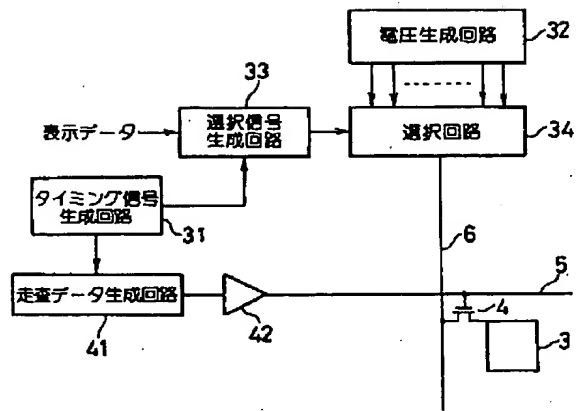 電圧生成回路
32
33
表示データ
選択信号
生成回路
選択回路
34
タイミング信号
生成回路
31
6
走査データ生成回路
41
42
5
4
3